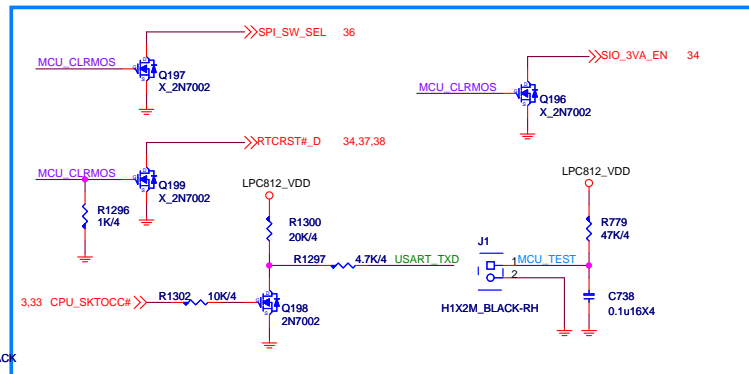 SPI_SW_SEL 36
MCU_CLRMOS
D
G
S
Q197
X_2N7002
SIO_3VA_EN 34
MCU_CLRMOS
D
G
S
Q196
X_2N7002
RTCRST#_D 34,37,38
MCU_CLRMOS
D
G
S
Q199
X_2N7002
R1296
1K/4
LPC812_VDD
R1300
20K/4
R1297 4.7K/4 USART_TXD
3,33 CPU_SKTOCC# R1302 10K/4
D
G
S
Q198
2N7002
LPC812_VDD
R779
47K/4
J1
1 MCU_TEST
2
H1X2M_BLACK-RH
C738
0.1u16X4
ACK